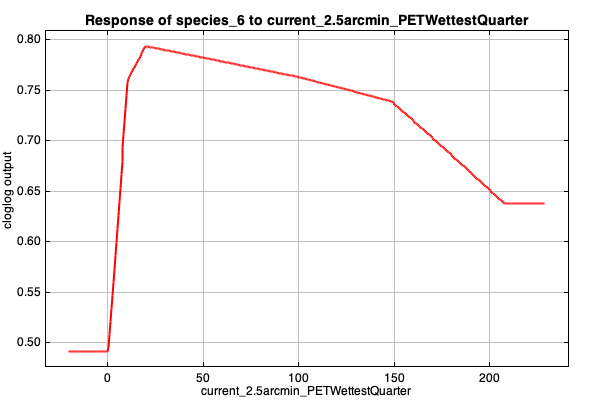 Response of species_6 to current_2.5arcmin_PETWettestQuarter
cloglog output
0.80
0.75
0.70
0.65
0.60
0.55
0.50
0 50 100 150 200
current_2.5arcmin_PETWettestQuarter